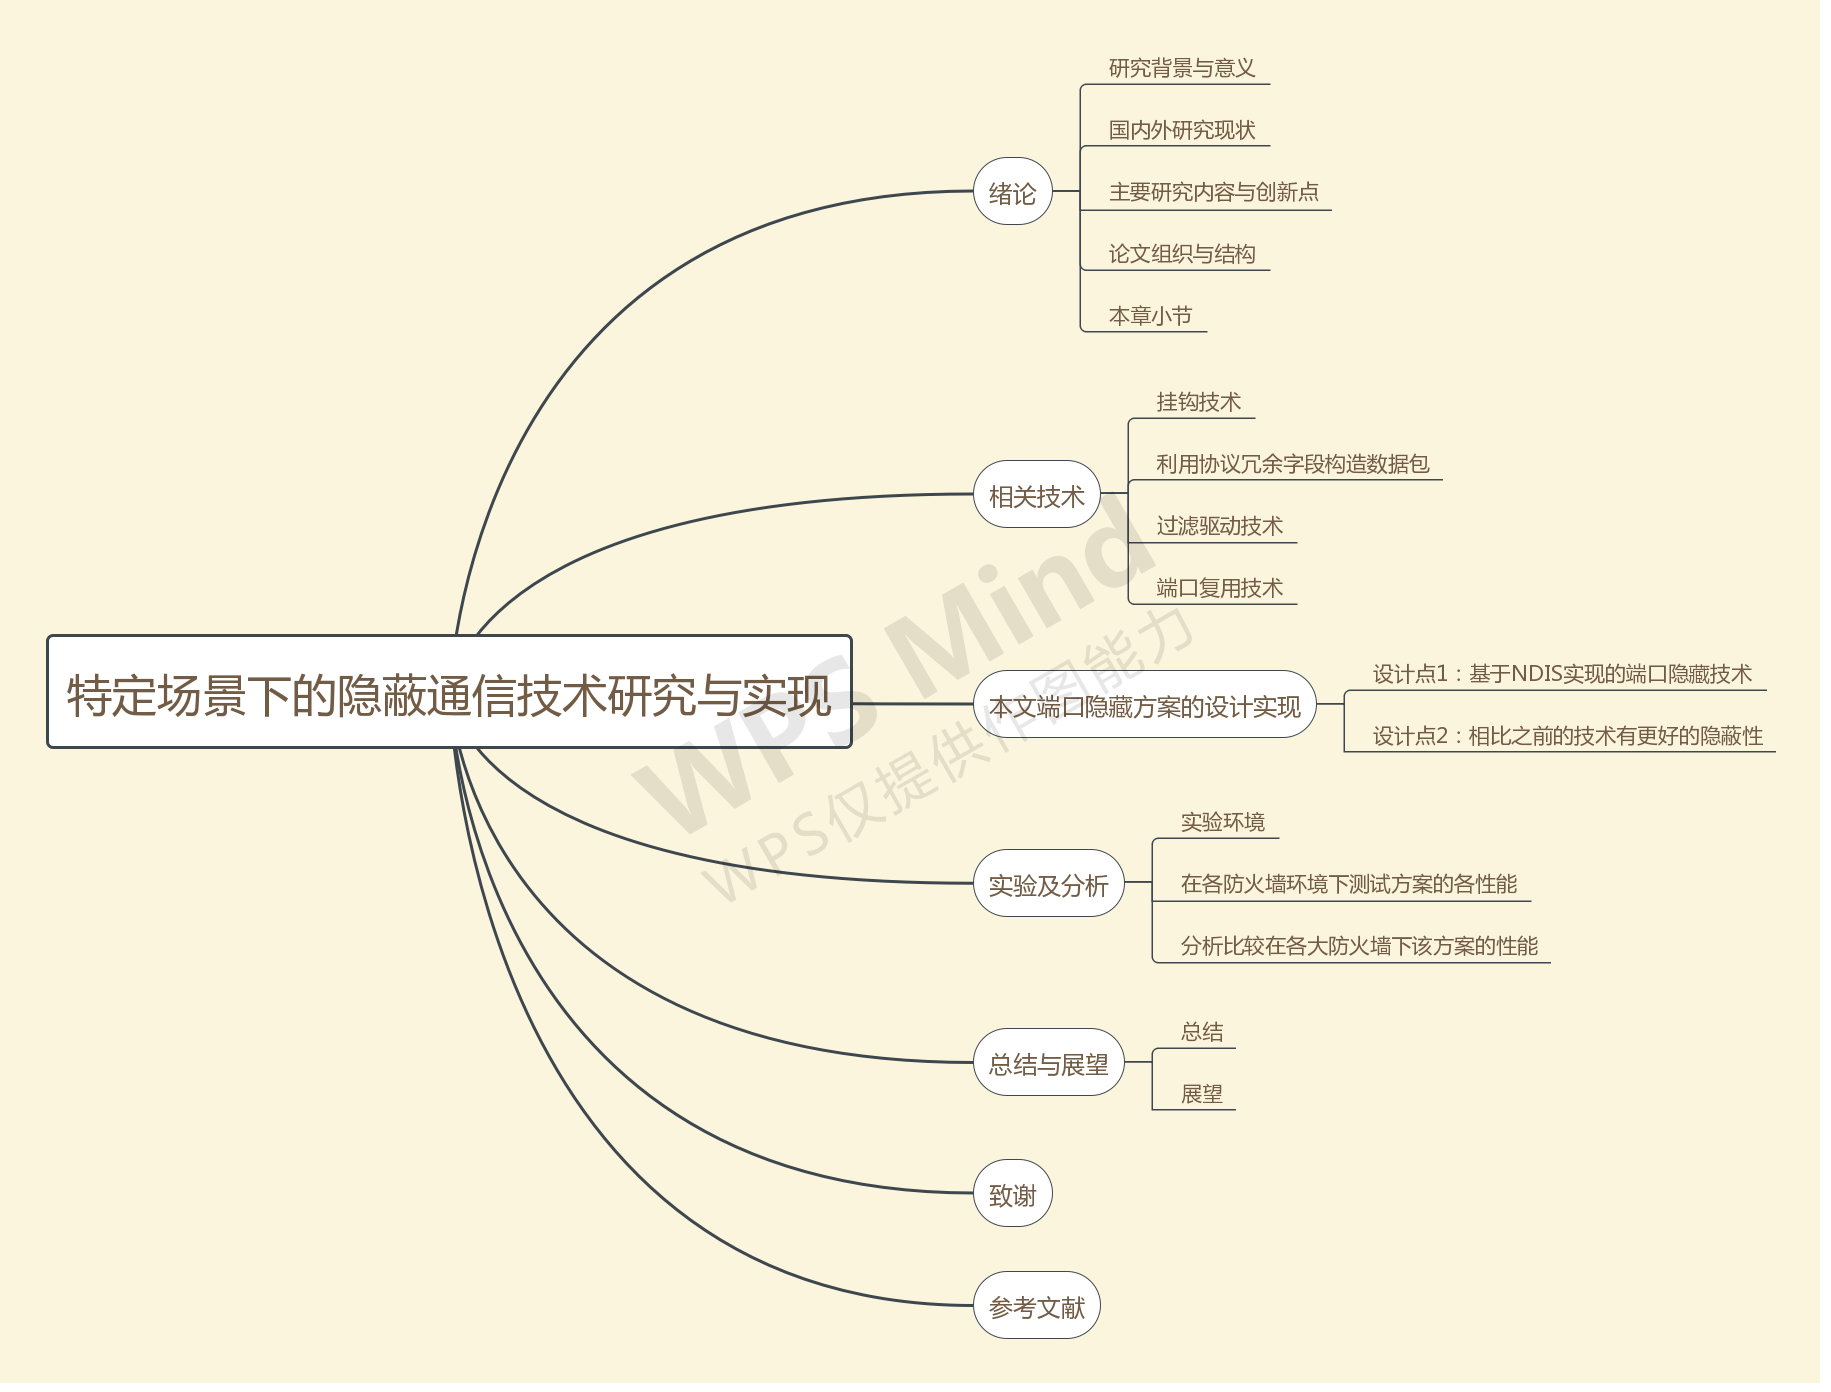 特定场景下的隐蔽通信技术研究与实现
绪论
研究背景与意义
国内外研究现状
主要研究内容与创新点
论文组织与结构
本章小节
相关技术
挂钩技术
利用协议冗余字段构造数据包
过滤驱动技术
端口复用技术
本文端口隐藏方案的设计实现
设计点1：基于NDIS实现的端口隐藏技术
设计点2：相比之前的技术有更好的隐蔽性
实验及分析
实验环境
在各防火墙环境下测试方案的各性能
分析比较在各大防火墙下该方案的性能
总结与展望
总结
展望
致谢
参考文献
WPS Mind
WPS仅提供作图能力